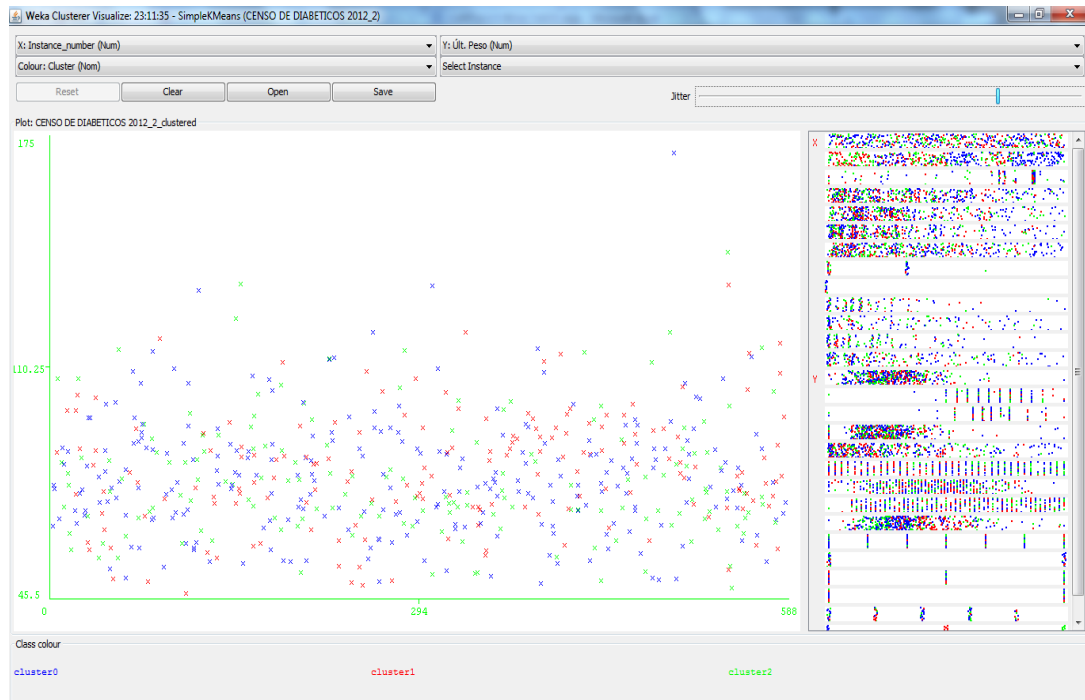 Weka Clusterer Visualize: 23:11:35 - SimpleKMeans (CENSO DE DIABETICOS 2012_2)
X: Instance_number (Num)
Y: Últ. Peso (Num)
Colour: Cluster (Nom)
Select Instance
Reset
Clear
Open
Save
Jitter
Plot: CENSO DE DIABETICOS 2012_2_clustered
175
110.25
45.5
0
294
588
X
Y
Class colour
cluster0
cluster1
cluster2